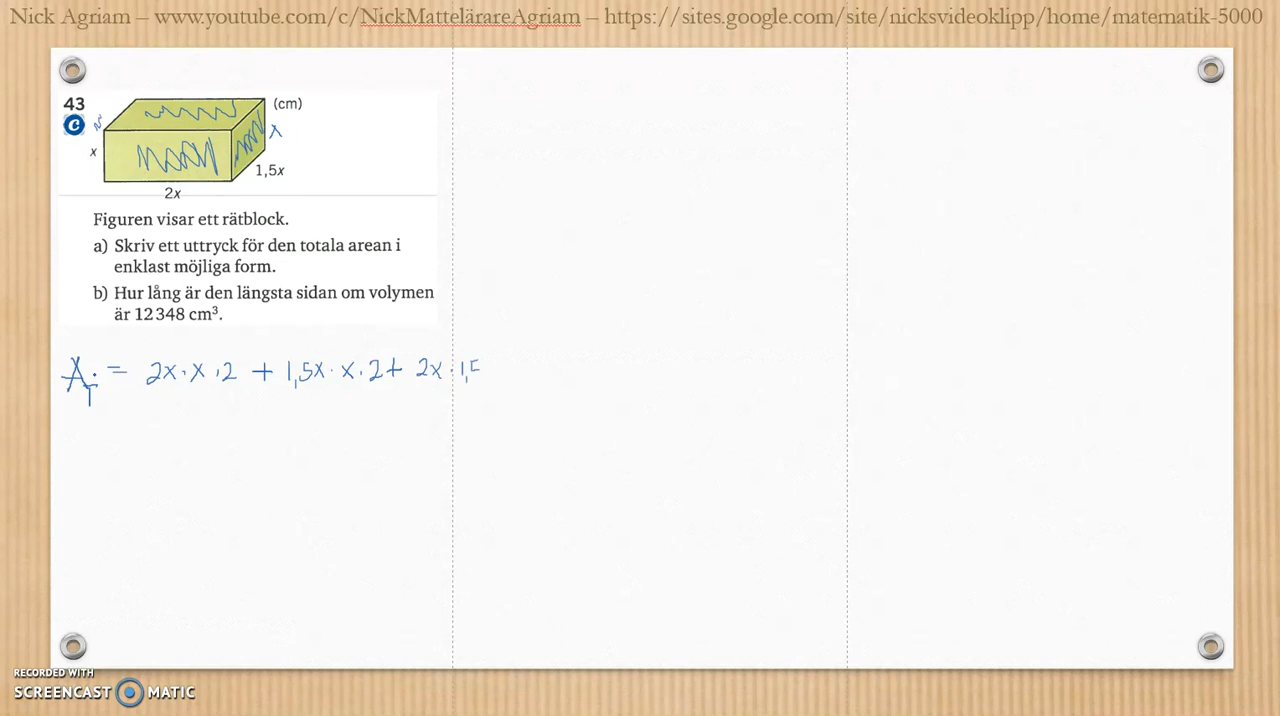 Nick Agriam – www.youtube.com/c/NickMattelärareAgriam – https://sites.google.com/site/nicksvideoklipp/home/matematik-5000
43
(cm)
C
x
x
1,5x
2x
Figuren visar ett rätblock.
a) Skriv ett uttryck för den totala arean i
enklast möjliga form.
b) Hur lång är den längsta sidan om volymen
är 12 348 cm³.
A_T = 2x·x·2 + 1,5x·x·2 + 2x·1,5
RECORDED WITH
SCREENCAST MATIC